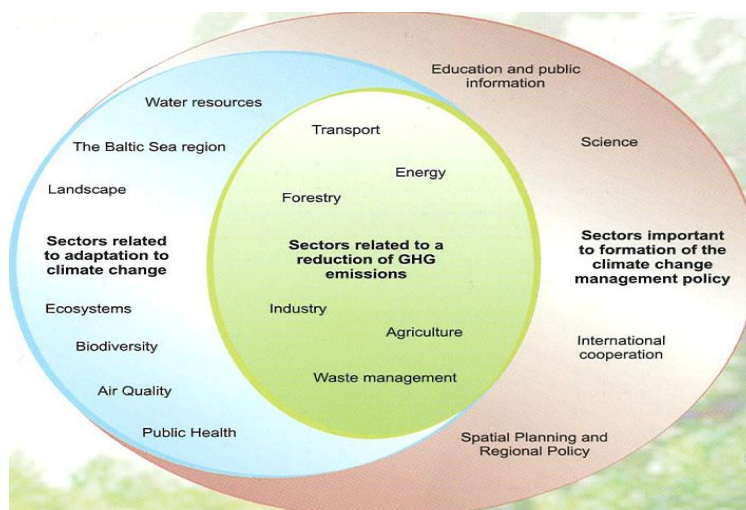 Education and public
information
Water resources
Transport
Science
The Baltic Sea region
Energy
Landscape
Forestry
Sectors related
to adaptation to
climate change
Sectors related to a
reduction of GHG
emissions
Sectors important
to formation of the
climate change
management policy
Ecosystems
Industry
Agriculture
Biodiversity
International
cooperation
Air Quality
Waste management
Public Health
Spatial Planning and
Regional Policy